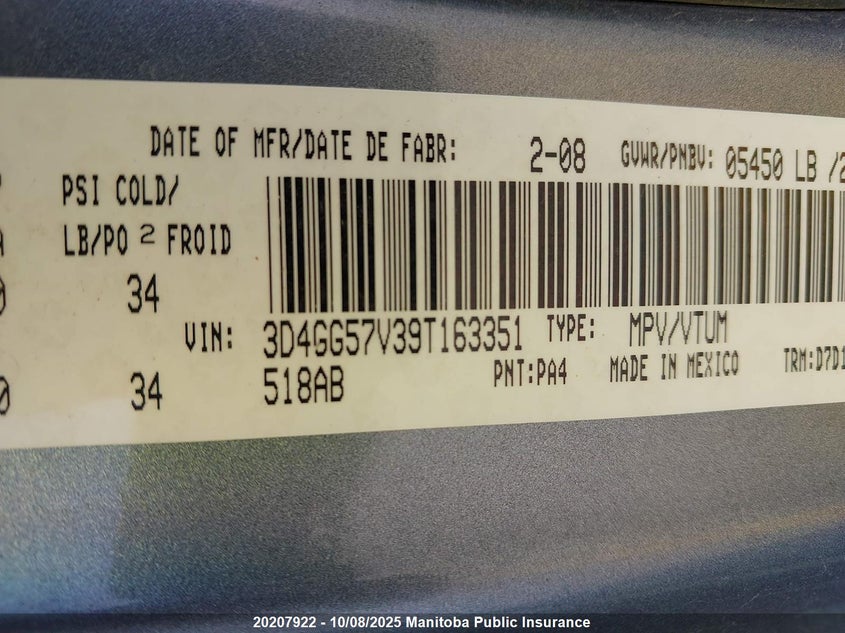 DATE OF MFR/DATE DE FABR: 2-08 GVWR/PNBV: 05450 LB /2
PSI COLD/
LB/PO 2 FROID
34
VIN: 3D4GG57V39T163351 TYPE: MPV/VTUM
34 518AB PNT:PA4 MADE IN MEXICO TRM:D7D1
20207922 - 10/08/2025 Manitoba Public Insurance